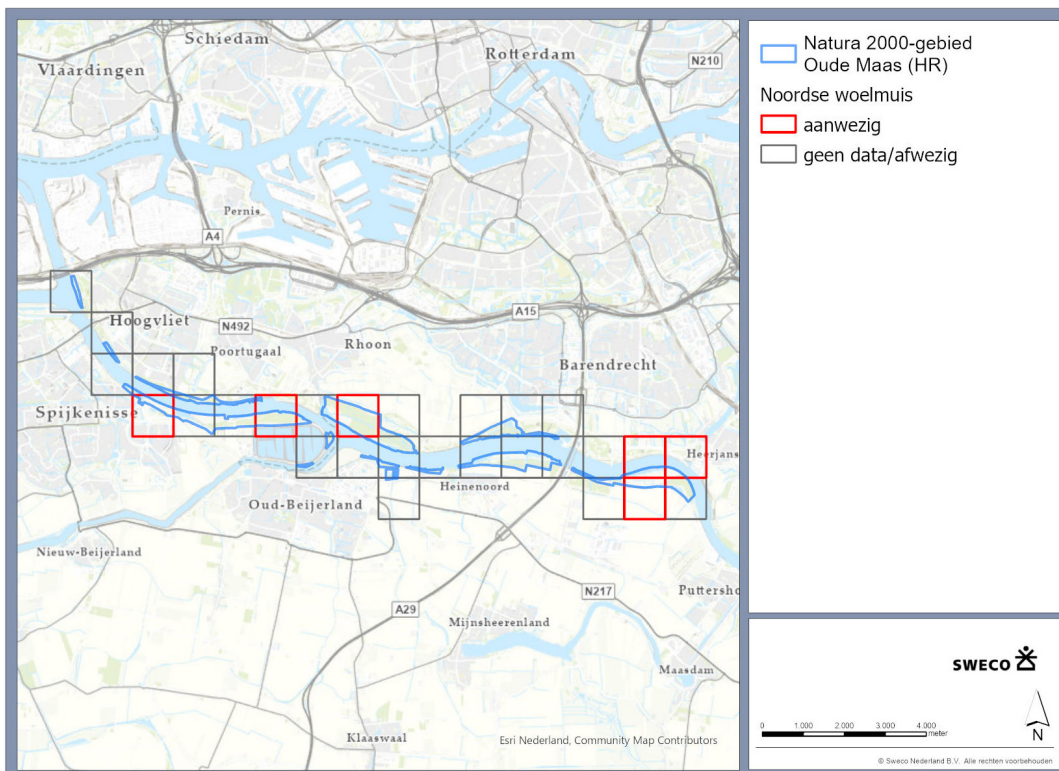 Schiedam
Rotterdam
N210
Vlaardingen
Pernis
A4
Hoogvliet
N492
Poortugaal
Rhoon
A15
Barendrecht
Spijkenisse
Heerjans
Oud-Beijerland
Heinenoord
Nieuw-Beijerland
A29
N217
Puttersho
Mijnsheerenland
Maasdam
Klaaswaal
Esri Nederland, Community Map Contributors
Natura 2000-gebied
Oude Maas (HR)
Noordse woelmuis
aanwezig
geen data/afwezig
SWECO
0 1.000 2.000 3.000 4.000
meter
N
© Sweco Nederland B.V. Alle rechten voorbehouden